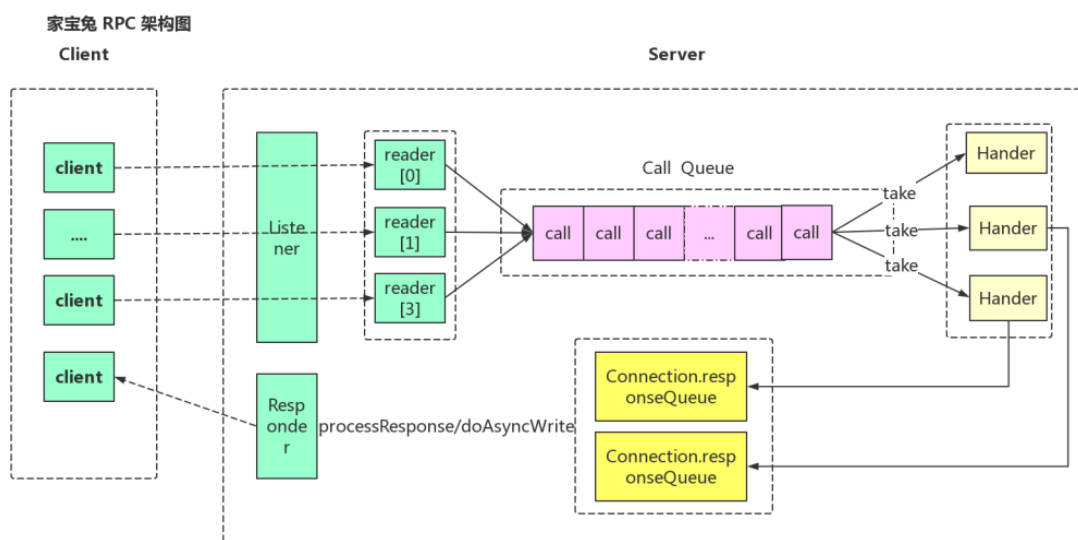 家宝兔 RPC 架构图
Client
Server
client
....
client
client
Liste
ner
reader
[0]
reader
[1]
reader
[3]
Call Queue
call
call
call
...
call
call
take
take
take
Hander
Hander
Hander
Resp
onde
r
processResponse/doAsyncWrite
Connection.resp
onseQueue
Connection.resp
onseQueue